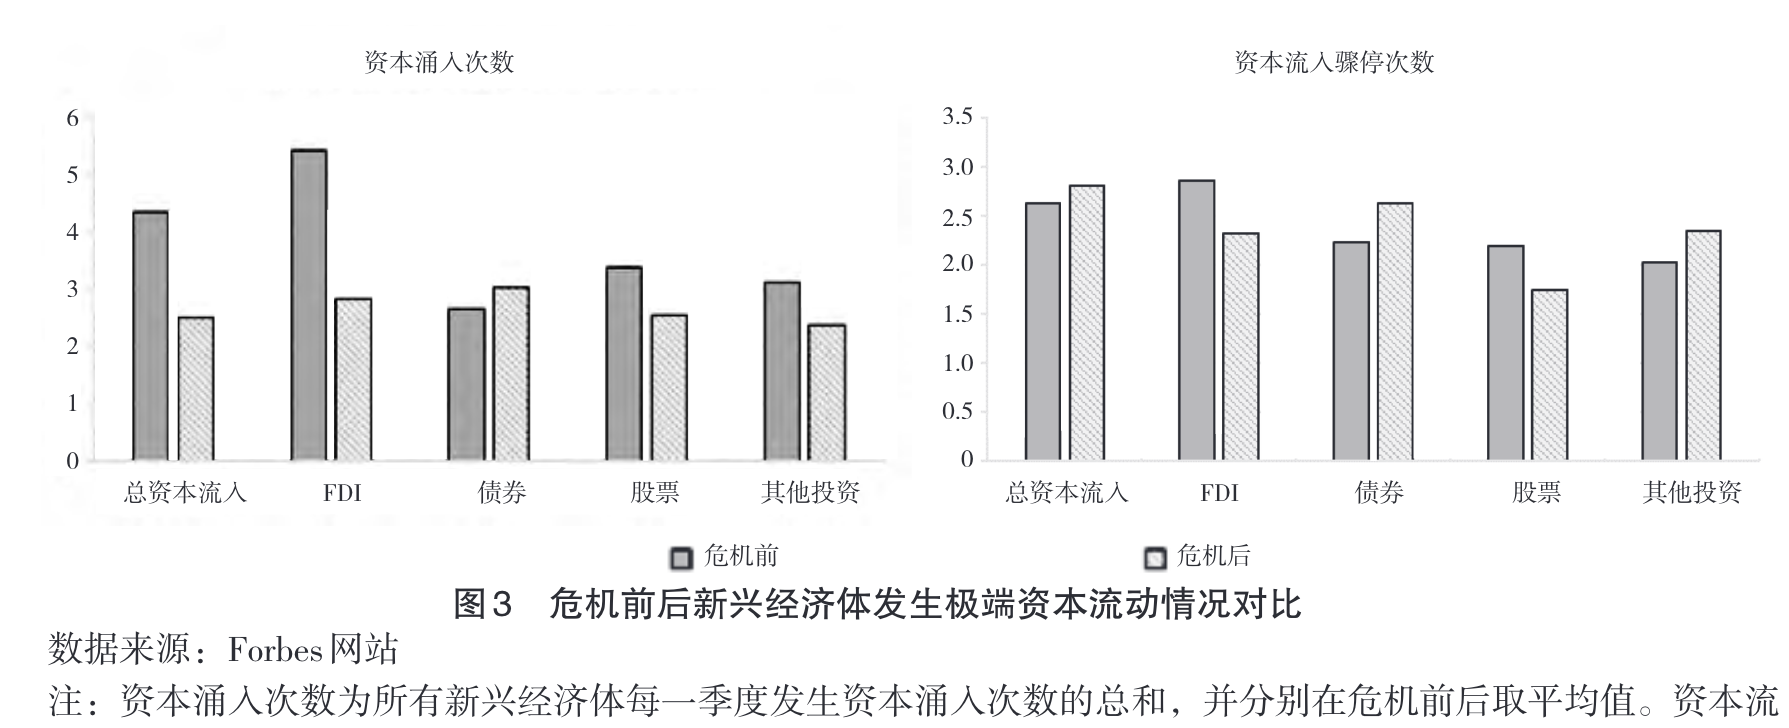 资本涌入次数
6
5
4
3
2
1
0
总资本流入 FDI 债券 股票 其他投资
资本流入骤停次数
3.5
3.0
2.5
2.0
1.5
1.0
0.5
0
总资本流入 FDI 债券 股票 其他投资
危机前 危机后
图3 危机前后新兴经济体发生极端资本流动情况对比
数据来源：Forbes网站
注：资本涌入次数为所有新兴经济体每一季度发生资本涌入次数的总和，并分别在危机前后取平均值。资本流